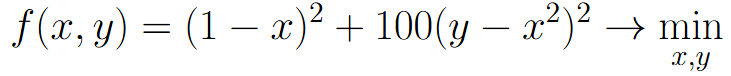 f(x, y) = (1 − x)² + 100(y − x²)² → min
x,y